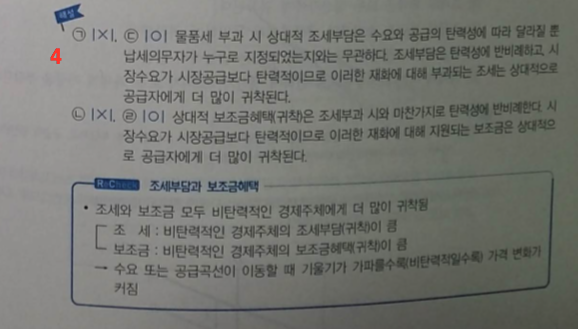 해설
4
㉠ |×|, ㉢ |○| 물품세 부과 시 상대적 조세부담은 수요와 공급의 탄력성에 따라 달라질 뿐
납세의무자가 누구로 지정되었는지와는 무관하다. 조세부담은 탄력성에 반비례하고, 시
장수요가 시장공급보다 탄력적이므로 이러한 재화에 대해 부과되는 조세는 상대적으로
공급자에게 더 많이 귀착된다.
㉡ |×|, ㉣ |○| 상대적 보조금혜택(귀착)은 조세부과 시와 마찬가지로 탄력성에 반비례한다. 시
장수요가 시장공급보다 탄력적이므로 이러한 재화에 대해 지원되는 보조금은 상대적으
로 공급자에게 더 많이 귀착된다.
ReCheck 조세부담과 보조금혜택
• 조세와 보조금 모두 비탄력적인 경제주체에게 더 많이 귀착됨
조 세 : 비탄력적인 경제주체의 조세부담(귀착)이 큼
보조금 : 비탄력적인 경제주체의 보조금혜택(귀착)이 큼
→ 수요 또는 공급곡선이 이동할 때 기울기가 가파를수록(비탄력적일수록) 가격 변화가
커짐